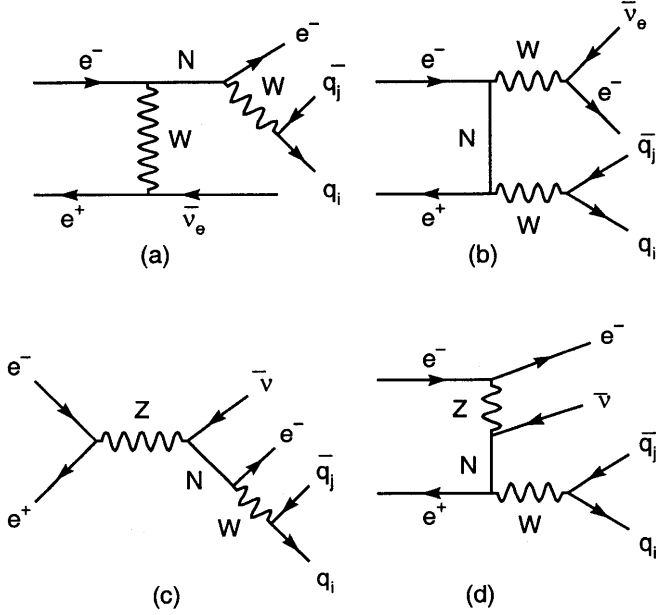 e⁻ N e⁻
W q̄ⱼ
W
e⁺ ν̄ₑ qᵢ
(a)
ν̄ₑ
e⁻ W
e⁻
N q̄ⱼ
e⁺ W qᵢ
(b)
e⁻ ν̄
Z e⁻
N q̄ⱼ
e⁺ W
qᵢ
(c)
e⁻
e⁻
Z ν̄
N q̄ⱼ
e⁺ W
qᵢ
(d)